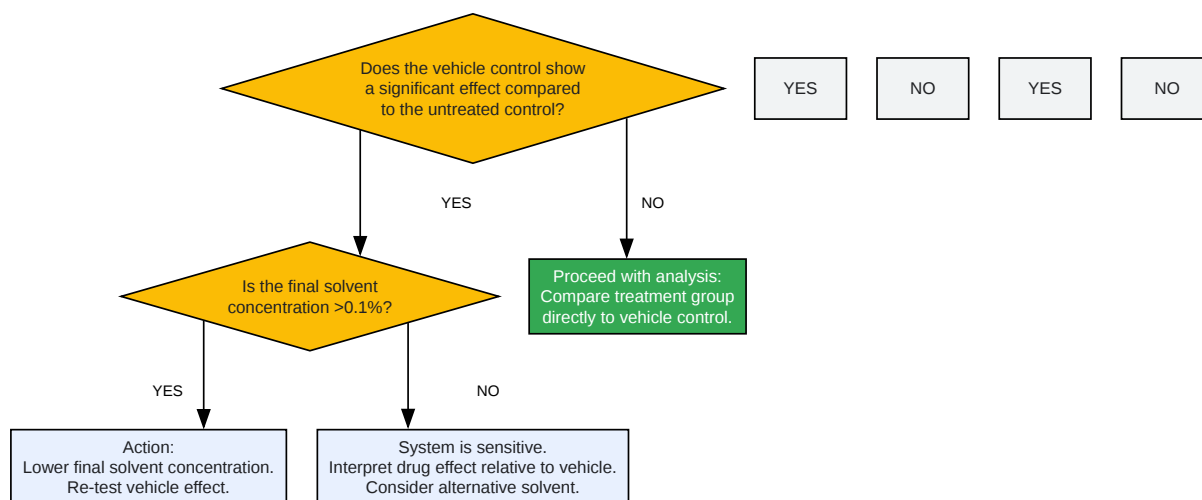 Does the vehicle control show
a significant effect compared
to the untreated control?
YES
NO
YES
NO
YES
NO
Is the final solvent
concentration >0.1%?
Proceed with analysis:
Compare treatment group
directly to vehicle control.
YES
NO
Action:
Lower final solvent concentration.
Re-test vehicle effect.
System is sensitive.
Interpret drug effect relative to vehicle.
Consider alternative solvent.